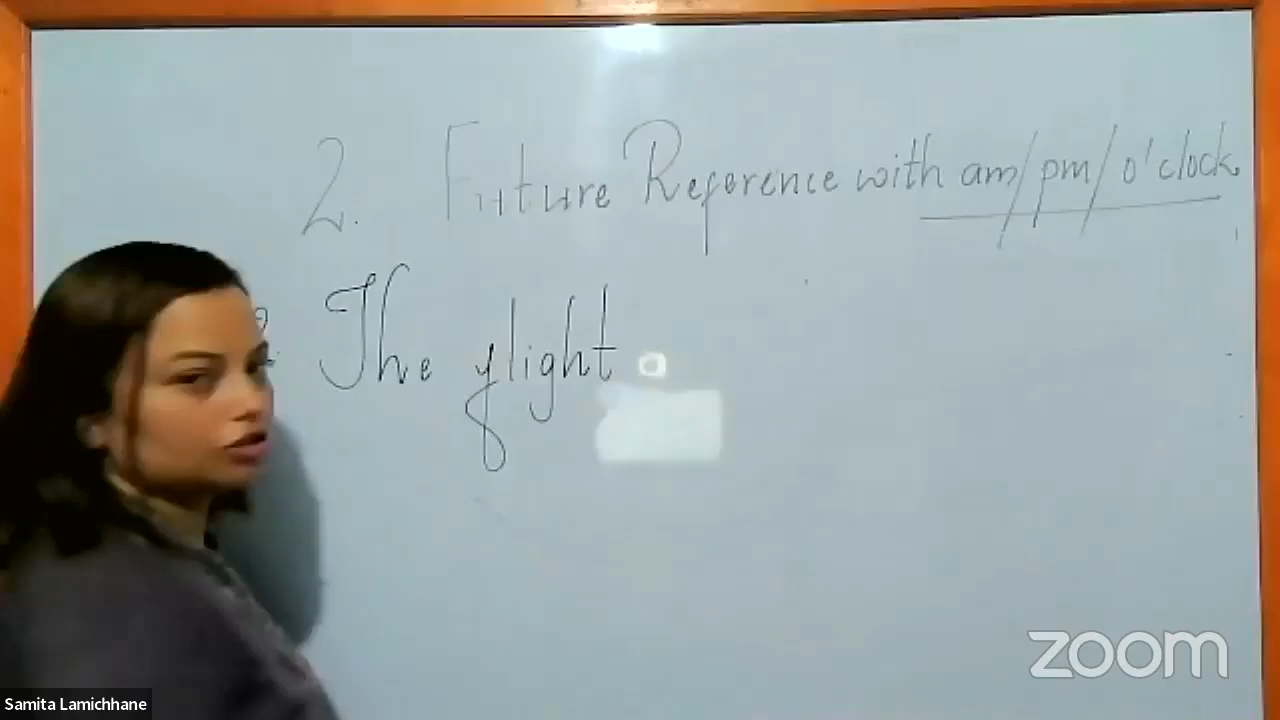 2. Future Reference with am/pm/o'clock.
The flight
zoom
Samita Lamichhane